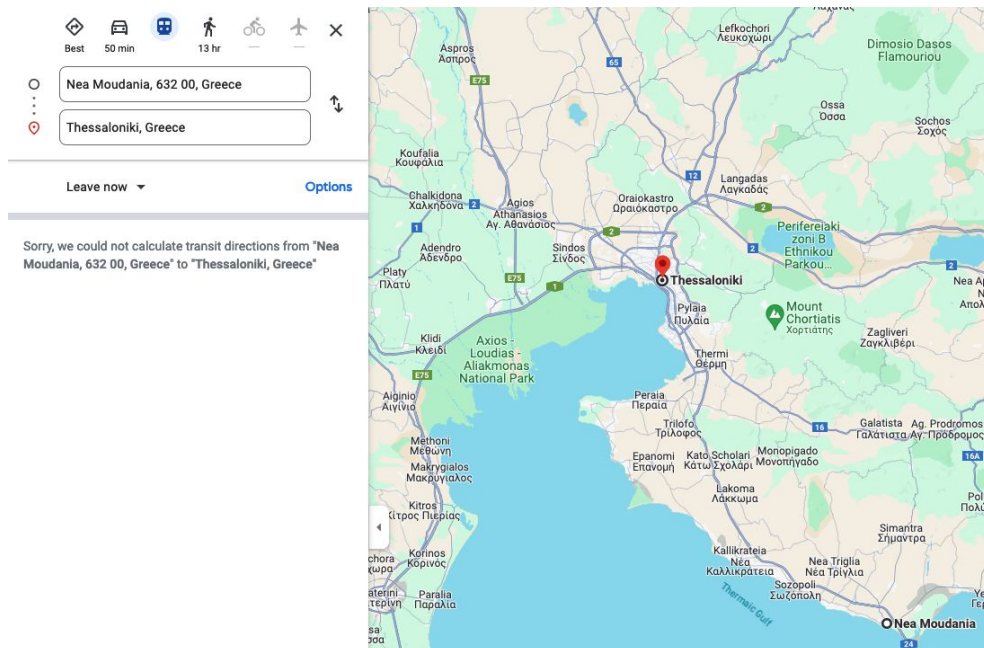 Best
50 min
13 hr
—
—
Nea Moudania, 632 00, Greece
Thessaloniki, Greece
Leave now
Options
Sorry, we could not calculate transit directions from "Nea
Moudania, 632 00, Greece" to "Thessaloniki, Greece"
Lefkochori
Λευκοχώρι
Dimosio Dasos
Flamouriou
Aspros
Άσπρος
65
E75
Ossa
Όσσα
Sochos
Σοχός
Koufalia
Κουφάλια
12
Langadas
Λαγκαδάς
Chalkidona
Χαλκηδόνα
2
Agios
Athanasios
Αγ. Αθανάσιος
Oraiokastro
Ωραιόκαστρο
2
1
2
Perifereiaki
zoni B
Ethnikou
Parkou...
Adendro
Άδενδρο
Sindos
Σίνδος
2
2
Platy
Πλατύ
E75
1
Thessaloniki
Nea Ap
Mount
Chortiatis
Χορτιάτης
Pylaia
Πυλαία
Klidi
Κλειδί
Axios -
Loudias -
Aliakmonas
National Park
Zagliveri
Ζαγκλιβέρι
Thermi
Θέρμη
E75
Aiginio
Αιγίνιο
Peraia
Περαία
Trilofo
Τρίλοφος
16
Galatista
Γαλάτιστα
Ag. Prodromos
Αγ. Πρόδρομος
Methoni
Μεθώνη
Epanomi
Επανομή
Kato Scholari
Κάτω Σχολάρι
Monopigado
Μονοπήγαδο
16A
Makrygialos
Μακρυγιαλος
Lakoma
Λάκκωμα
Kitros
ίτρος Πιερίας
Simantra
Σήμαντρα
Kallikrateia
Νέα
Καλλικράτεια
Nea Triglia
Νέα Τρίγλια
Korinos
Κορινός
Sozopoli
Σωζόπολη
Thermaic Gulf
Paralia
Παραλία
Nea Moudania
24